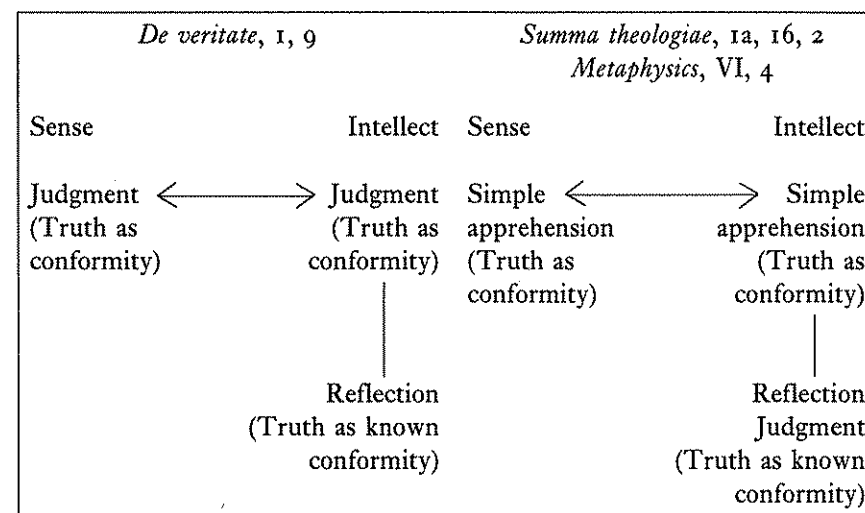 De veritate, 1, 9
Summa theologiae, 1a, 16, 2
Metaphysics, VI, 4
Sense Intellect Sense Intellect
Judgment Judgment Simple Simple
(Truth as (Truth as apprehension apprehension
conformity) conformity) (Truth as (Truth as
conformity) conformity)
Reflection Reflection
(Truth as known Judgment
conformity) (Truth as known
conformity)